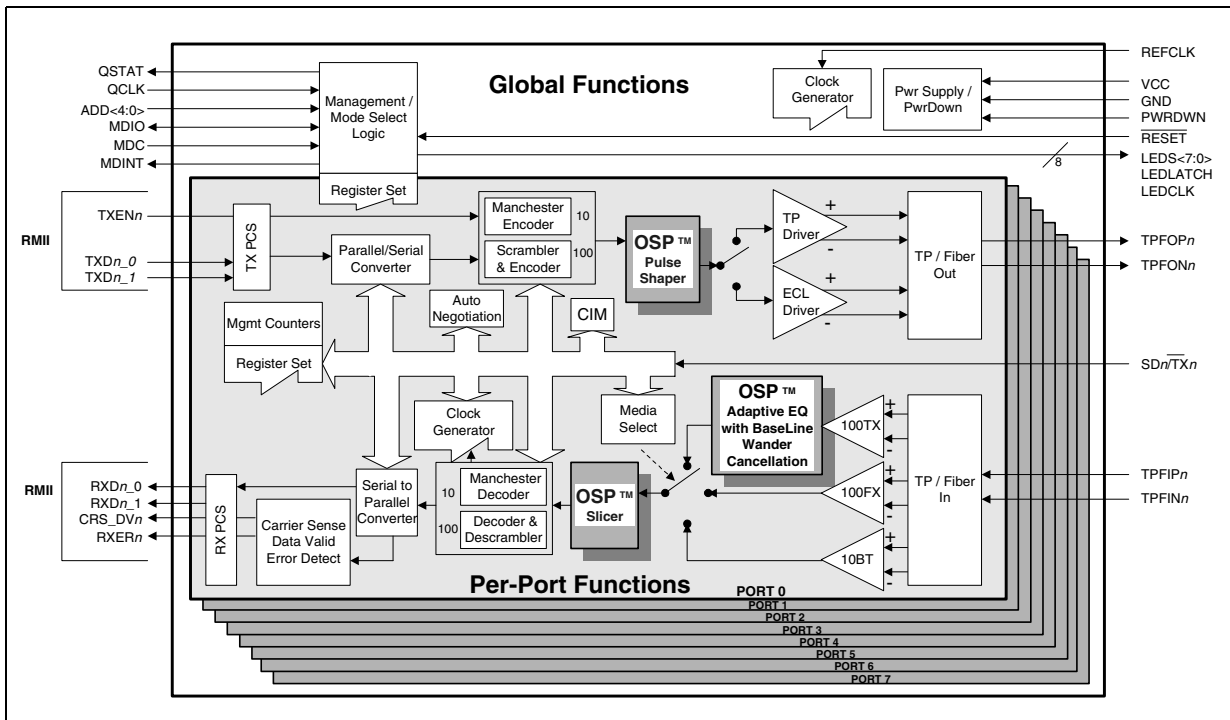 QSTAT
QCLK
ADD<4:0>
MDIO
MDC
MDINT
Management /
Mode Select
Logic
Register Set
Global Functions
Clock
Generator
Pwr Supply /
PwrDown
REFCLK
VCC
GND
PWRDWN
RESET
8
LEDS<7:0>
LEDLATCH
LEDCLK
RMII
TXENn
TXDn_0
TXDn_1
TX PCS
Parallel/Serial
Converter
Manchester
Encoder
10
Scrambler
& Encoder
100
OSP™
Pulse
Shaper
TP
Driver
+
-
ECL
Driver
+
-
TP / Fiber
Out
TPFOPn
TPFONn
Mgmt Counters
Register Set
Auto
Negotiation
CIM
SDn/TXn
Clock
Generator
Media
Select
OSP™
Adaptive EQ
with BaseLine
Wander
Cancellation
100TX
+
-
100FX
+
-
10BT
+
-
TP / Fiber
In
TPFIPn
TPFINn
RMII
RXDn_0
RXDn_1
CRS_DVn
RXERn
RX PCS
Carrier Sense
Data Valid
Error Detect
Serial to
Parallel
Converter
10
Manchester
Decoder
100
Decoder &
Descrambler
OSP™
Slicer
Per-Port Functions
PORT 0
PORT 1
PORT 2
PORT 3
PORT 4
PORT 5
PORT 6
PORT 7